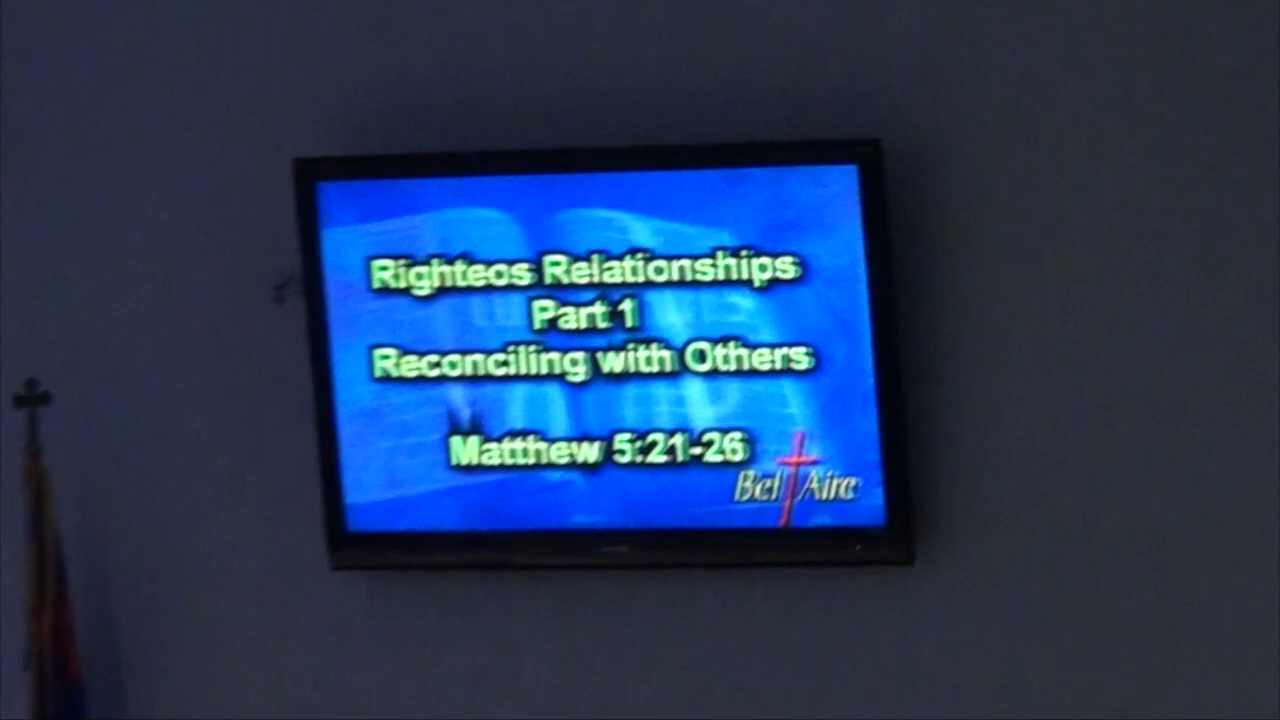 Righteos Relationships
Part 1
Reconciling with Others
Matthew 5:21-26
Bel Aire